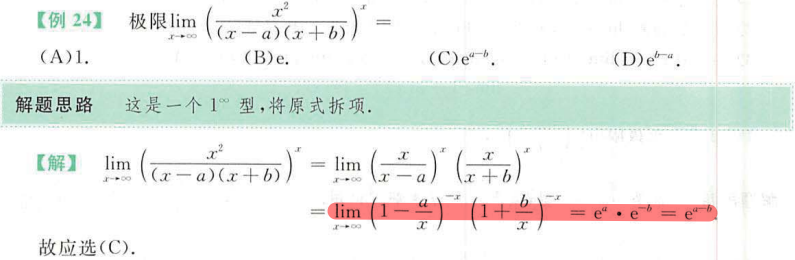 【例 24】 极限$\lim_{x \to \infty} \left( \frac{x^2}{(x-a)(x+b)} \right)^x =$
(A)1. (B)e. (C)$e^{a-b}$. (D)$e^{b-a}$.
解题思路 这是一个 $1^\infty$ 型,将原式拆项.
【解】 $\lim_{x \to \infty} \left( \frac{x^2}{(x-a)(x+b)} \right)^x = \lim_{x \to \infty} \left( \frac{x}{x-a} \right)^x \left( \frac{x}{x+b} \right)^x$
$= \lim_{x \to \infty} \left( 1 - \frac{a}{x} \right)^{-x} \left( 1 + \frac{b}{x} \right)^{-x} = e^a \cdot e^{-b} = e^{a-b}$
故应选(C).